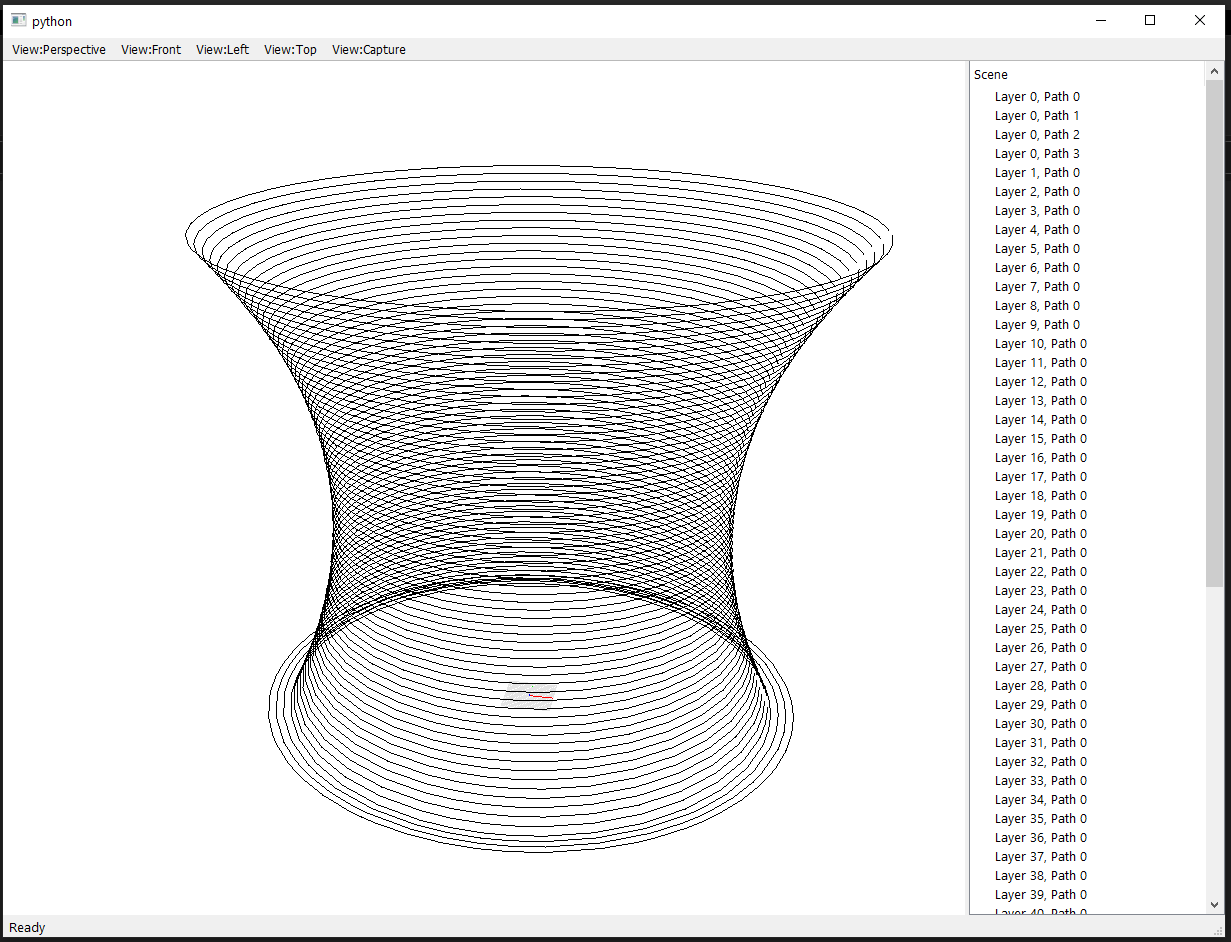 python
View:Perspective View:Front View:Left View:Top View:Capture
Scene
Layer 0, Path 0
Layer 0, Path 1
Layer 0, Path 2
Layer 0, Path 3
Layer 1, Path 0
Layer 2, Path 0
Layer 3, Path 0
Layer 4, Path 0
Layer 5, Path 0
Layer 6, Path 0
Layer 7, Path 0
Layer 8, Path 0
Layer 9, Path 0
Layer 10, Path 0
Layer 11, Path 0
Layer 12, Path 0
Layer 13, Path 0
Layer 14, Path 0
Layer 15, Path 0
Layer 16, Path 0
Layer 17, Path 0
Layer 18, Path 0
Layer 19, Path 0
Layer 20, Path 0
Layer 21, Path 0
Layer 22, Path 0
Layer 23, Path 0
Layer 24, Path 0
Layer 25, Path 0
Layer 26, Path 0
Layer 27, Path 0
Layer 28, Path 0
Layer 29, Path 0
Layer 30, Path 0
Layer 31, Path 0
Layer 32, Path 0
Layer 33, Path 0
Layer 34, Path 0
Layer 35, Path 0
Layer 36, Path 0
Layer 37, Path 0
Layer 38, Path 0
Layer 39, Path 0
Layer 40, Path 0
Ready